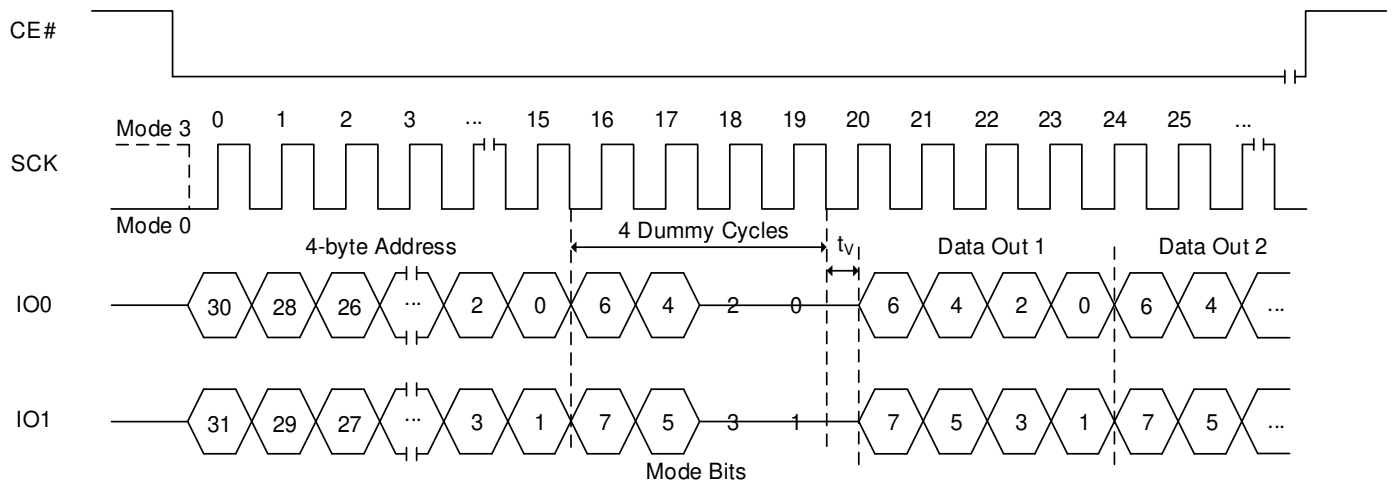 CE#
0 1 2 3 ... 15 16 17 18 19 20 21 22 23 24 25 ...
Mode 3
SCK
Mode 0
4-byte Address 4 Dummy Cycles tV Data Out 1 Data Out 2
IO0 30 28 26 ... 2 0 6 4 2 0 6 4 2 0 6 4 ...
IO1 31 29 27 ... 3 1 7 5 3 1 7 5 3 1 7 5 ...
Mode Bits